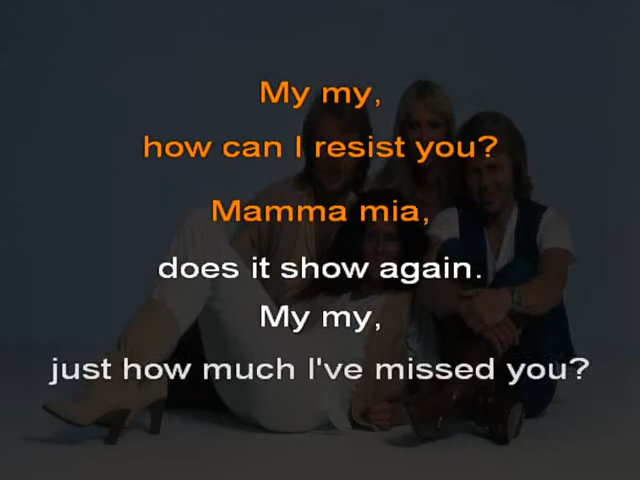 My my,
how can I resist you?
Mamma mia,
does it show again.
My my,
just how much I've missed you?